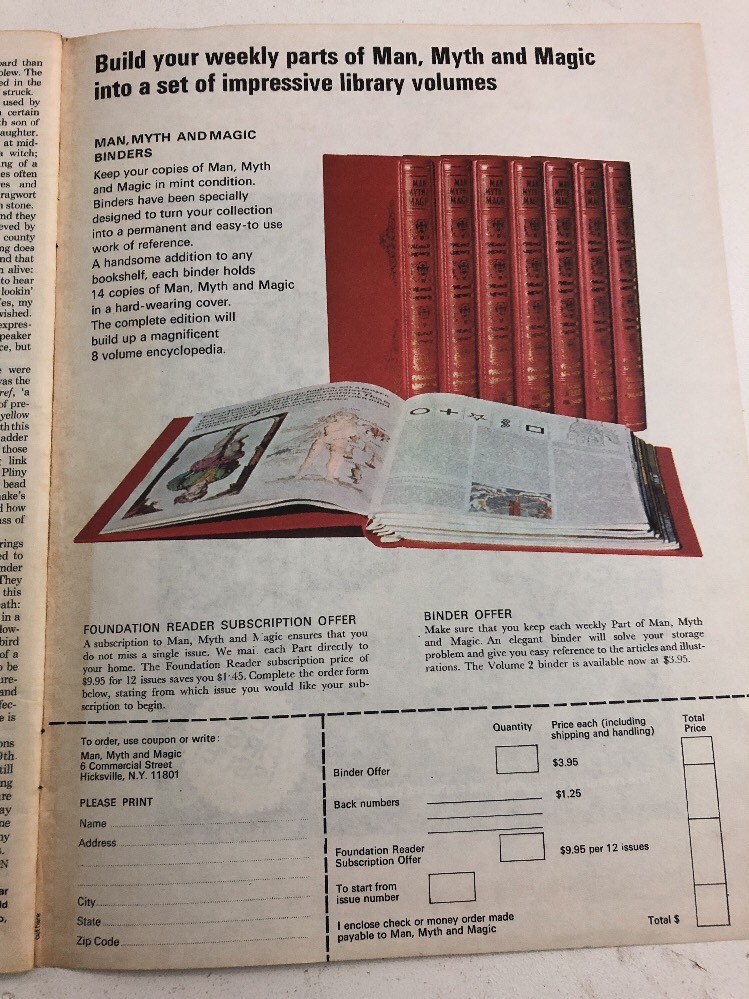 Build your weekly parts of Man, Myth and Magic
into a set of impressive library volumes
MAN, MYTH AND MAGIC
BINDERS
Keep your copies of Man, Myth
and Magic in mint condition.
Binders have been specially
designed to turn your collection
into a permanent and easy-to use
work of reference.
A handsome addition to any
bookshelf, each binder holds
14 copies of Man, Myth and Magic
in a hard-wearing cover.
The complete edition will
build up a magnificent
8 volume encyclopedia.
FOUNDATION READER SUBSCRIPTION OFFER
A subscription to Man, Myth and Magic ensures that you
do not miss a single issue. We mai each Part directly to
your home. The Foundation Reader subscription price of
$9.95 for 12 issues saves you $1·45. Complete the order form
below, stating from which issue you would like your sub-
scription to begin.
BINDER OFFER
Make sure that you keep each weekly Part of Man, Myth
and Magic. An elegant binder will solve your storage
problem and give you easy reference to the articles and illust-
rations. The Volume 2 binder is available now at $3.95.
To order, use coupon or write:
Man, Myth and Magic
6 Commercial Street
Hicksville, N.Y. 11801
PLEASE PRINT
Name
Address
City
State
Zip Code
Quantity
Price each (including
shipping and handling)
Total
Price
Binder Offer
$3.95
Back numbers
$1.25
Foundation Reader
Subscription Offer
$9.95 per 12 issues
To start from
issue number
I enclose check or money order made
payable to Man, Myth and Magic
Total $